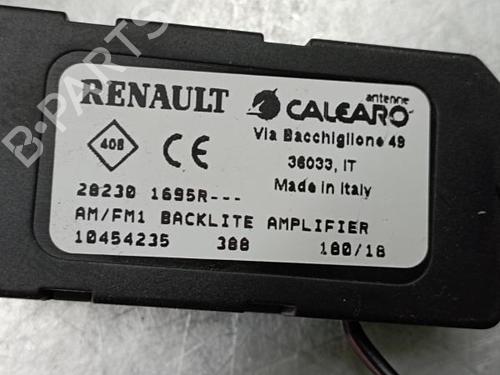 B-PARTS
RENAULT
antenne
CALEARO
Via Bacchiglione 49
36033, IT
Made in Italy
408
CE
28230 1695R---
AM/FM1 BACKLITE AMPLIFIER
10454235 388 180/18